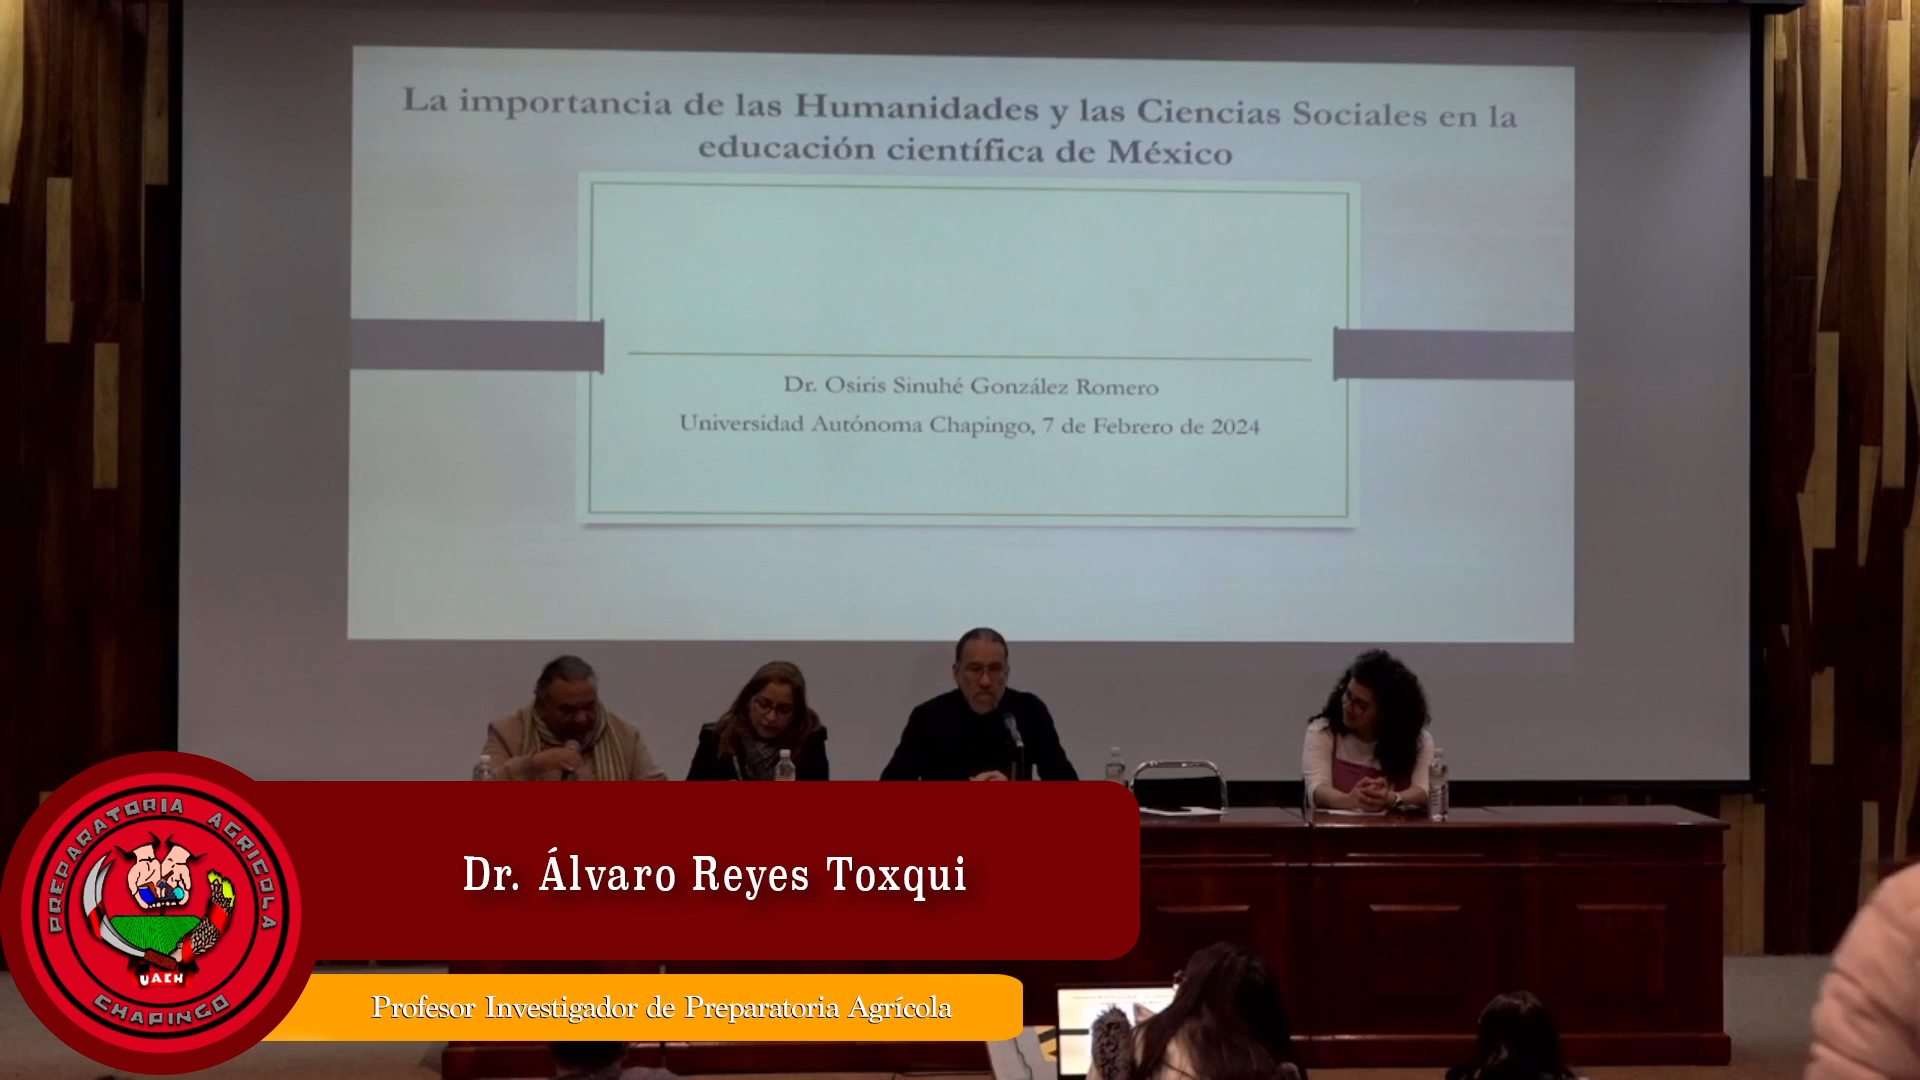 La importancia de las Humanidades y las Ciencias Sociales en la
educación científica de México
Dr. Osiris Sinuhé González Romero
Universidad Autónoma Chapingo, 7 de Febrero de 2024
PREPARATORIA AGRICOLA
UACH
CHAPINGO
Dr. Álvaro Reyes Toxqui
Profesor Investigador de Preparatoria Agrícola